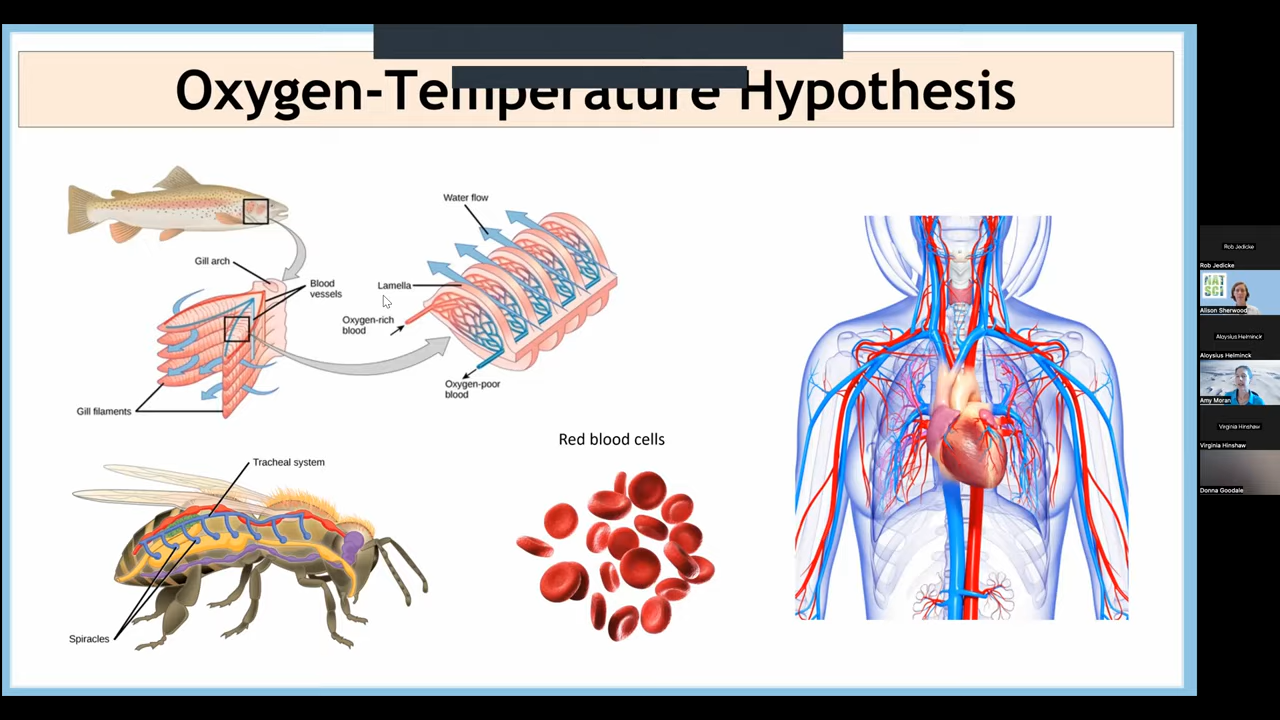 Oxygen-Temperature Hypothesis
Water flow
Gill arch
Blood
vessels
Lamella
Oxygen-rich
blood
Oxygen-poor
blood
Gill filaments
Red blood cells
Tracheal system
Spiracles
Rob Jedicke
Rob Jedicke
NAT
SCI
Alison Sherwood
Aloysius Helminck
Aloysius Helminck
Amy Moran
Virginia Hinshaw
Virginia Hinshaw
Donna Goodale